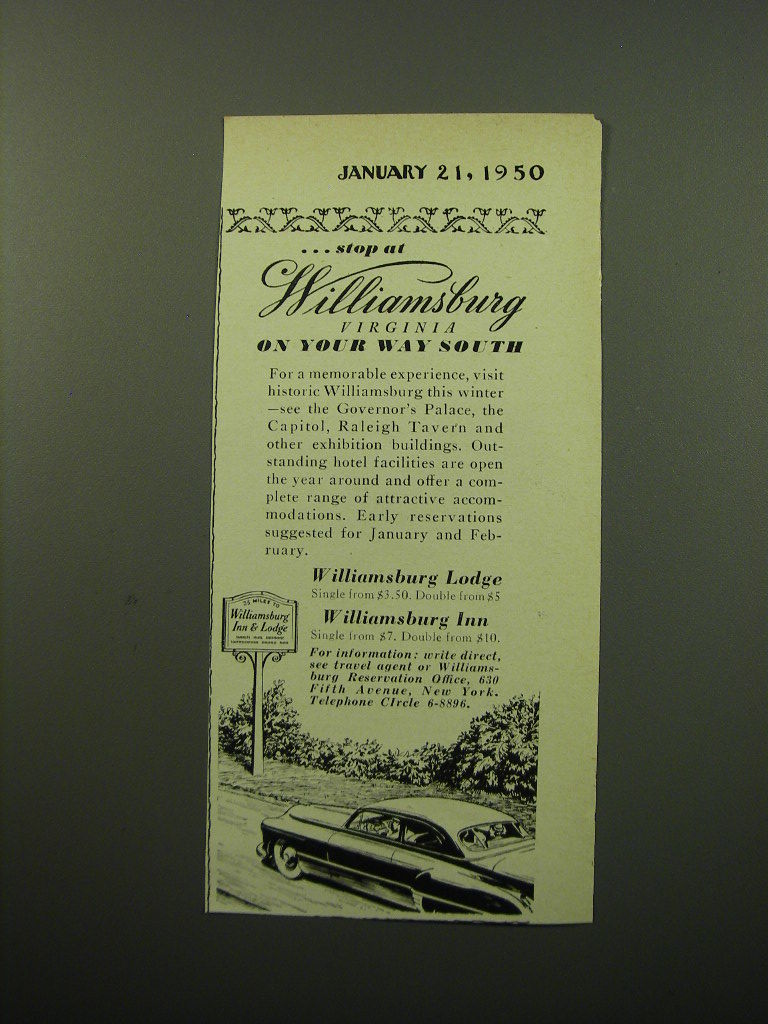 JANUARY 21, 1950
...stop at
Williamsburg
VIRGINIA
ON YOUR WAY SOUTH
For a memorable experience, visit
historic Williamsburg this winter
—see the Governor's Palace, the
Capitol, Raleigh Tavern and
other exhibition buildings. Out-
standing hotel facilities are open
the year around and offer a com-
plete range of attractive accom-
modations. Early reservations
suggested for January and Feb-
ruary.
Williamsburg Lodge
Single from $3.50. Double from $5
Williamsburg Inn
Single from $7. Double from $10.
For information: write direct,
see travel agent or Williams-
burg Reservation Office, 630
Fifth Avenue, New York.
Telephone CIrcle 6-8896.
25 MILES TO
Williamsburg
Inn & Lodge